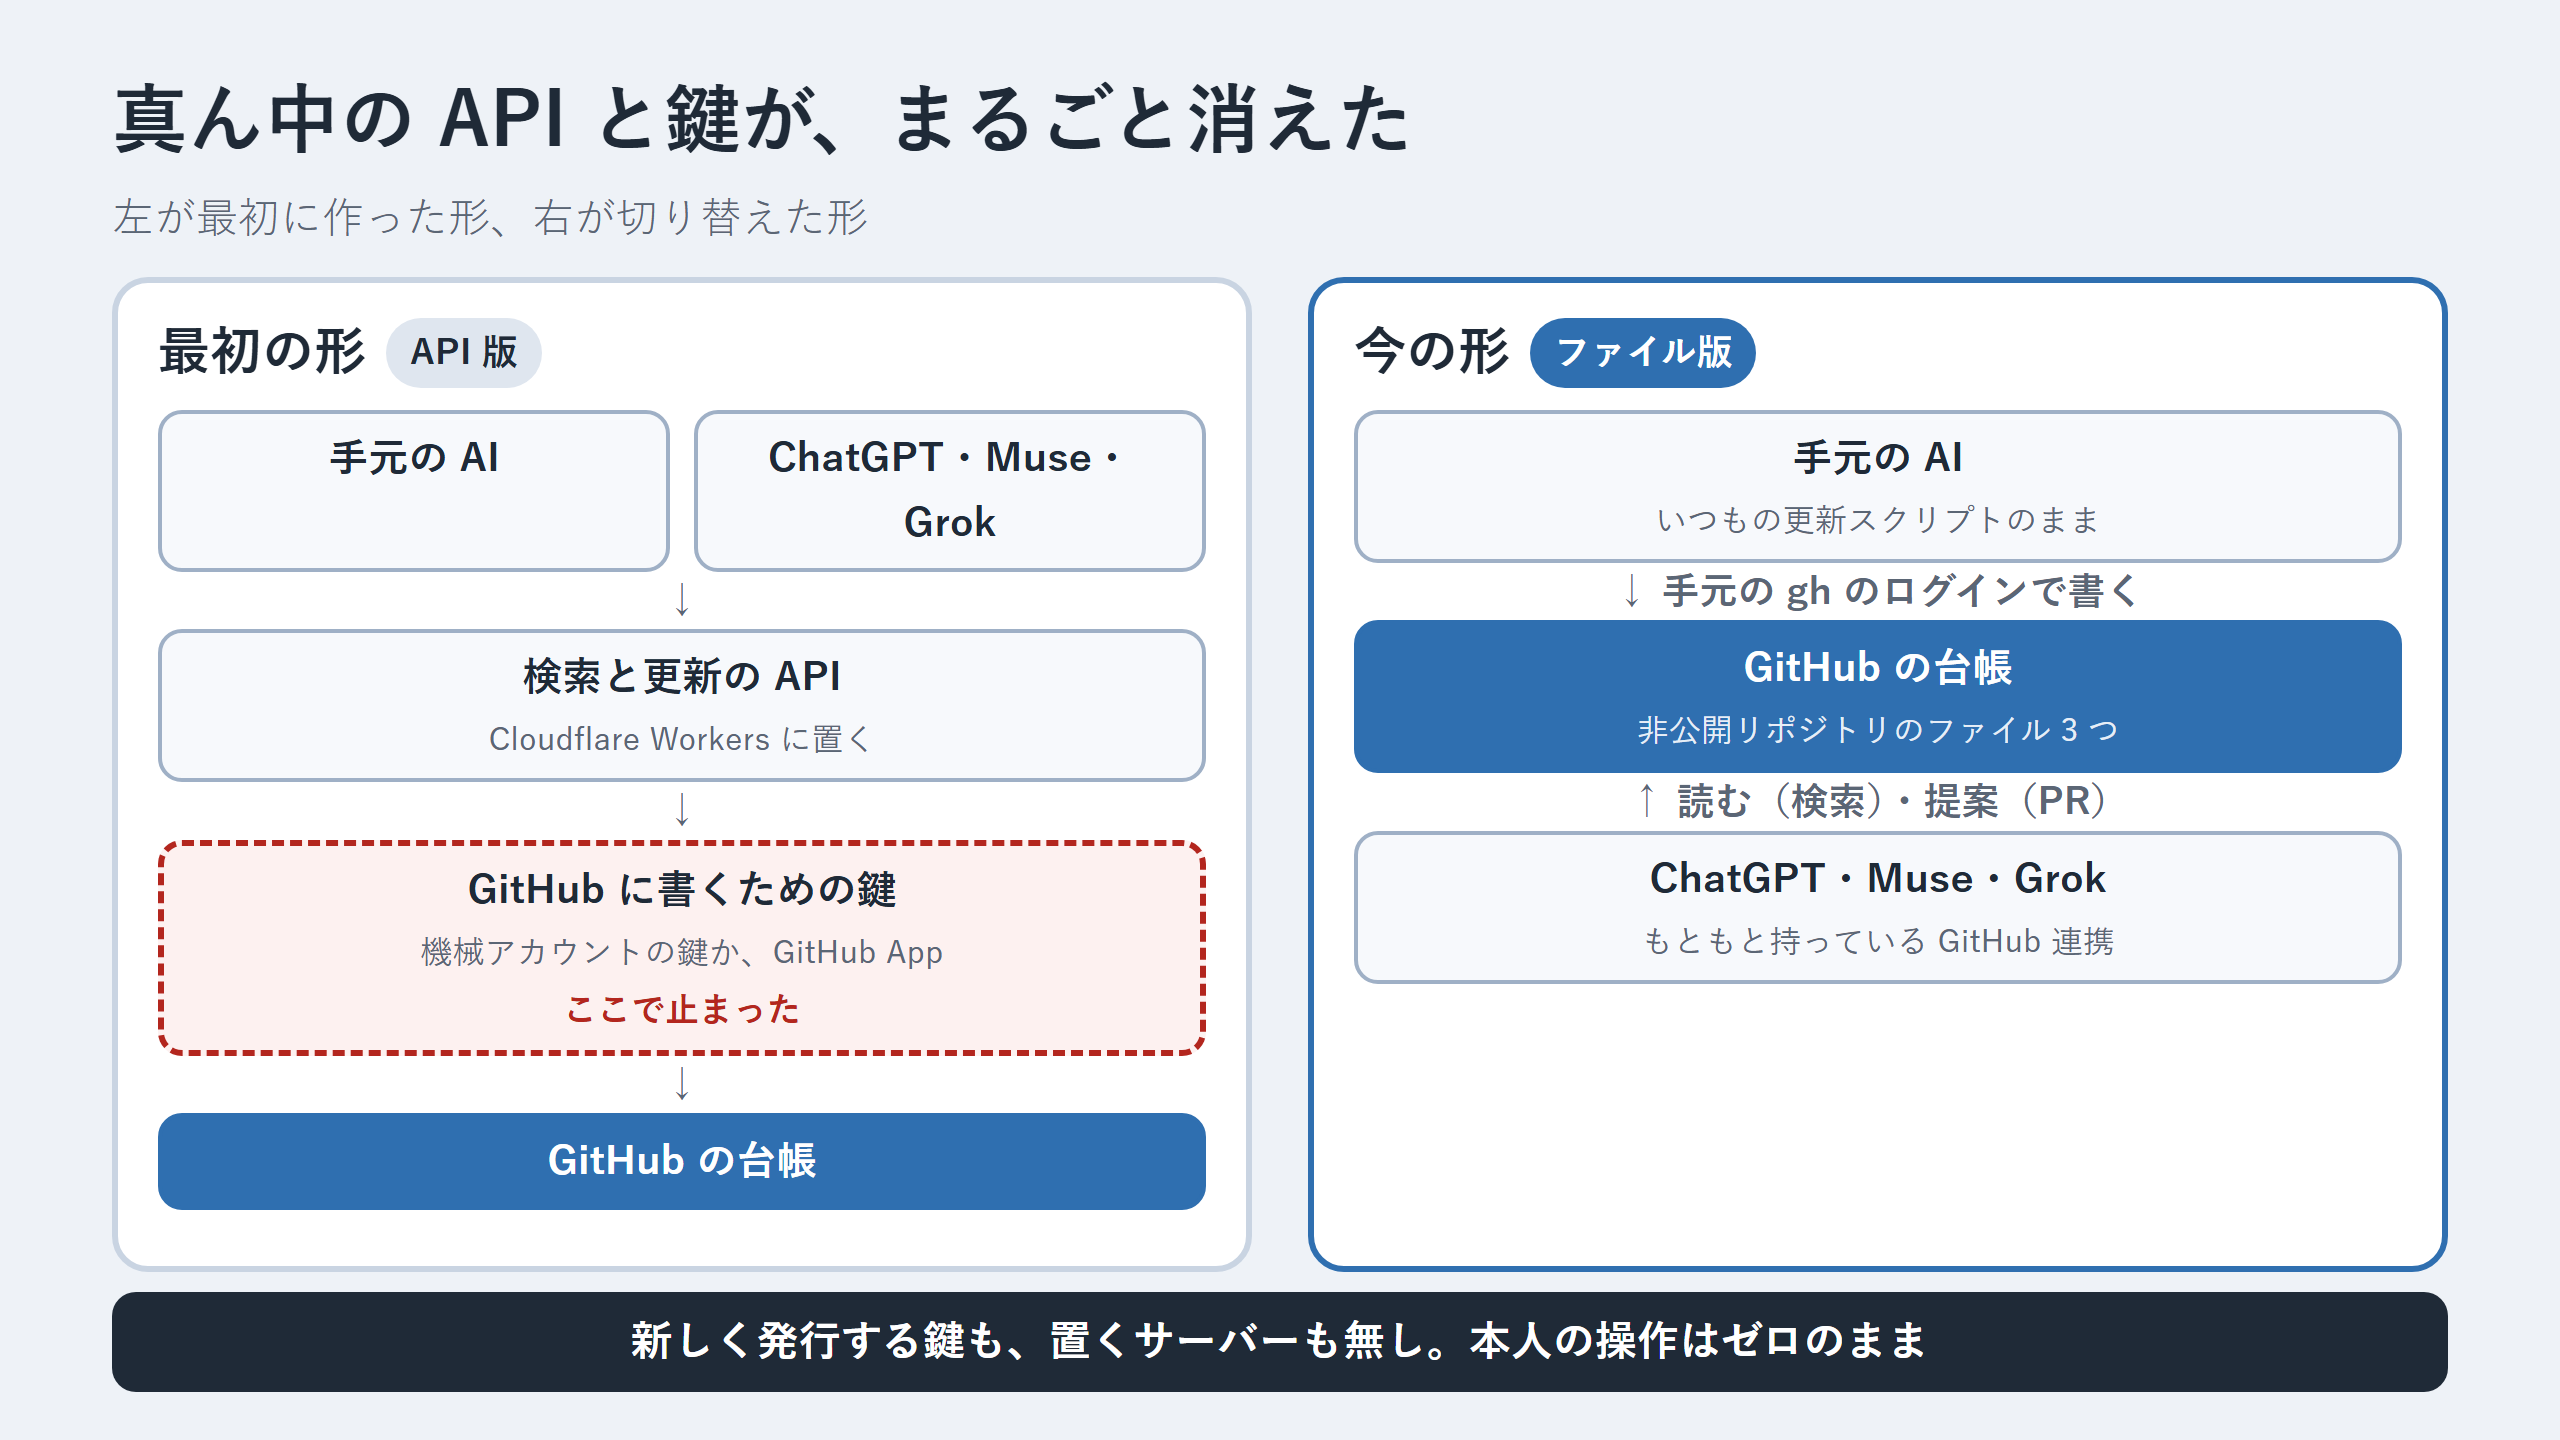 真ん中の API と鍵が、まるごと消えた
左が最初に作った形、右が切り替えた形
最初の形 API 版
手元の AI
ChatGPT・Muse・
Grok
↓
検索と更新の API
Cloudflare Workers に置く
↓
GitHub に書くための鍵
機械アカウントの鍵か、GitHub App
ここで止まった
↓
GitHub の台帳
今の形 ファイル版
手元の AI
いつもの更新スクリプトのまま
↓ 手元の gh のログインで書く
GitHub の台帳
非公開リポジトリのファイル 3 つ
↑ 読む（検索）・提案（PR）
ChatGPT・Muse・Grok
もともと持っている GitHub 連携
新しく発行する鍵も、置くサーバーも無し。本人の操作はゼロのまま